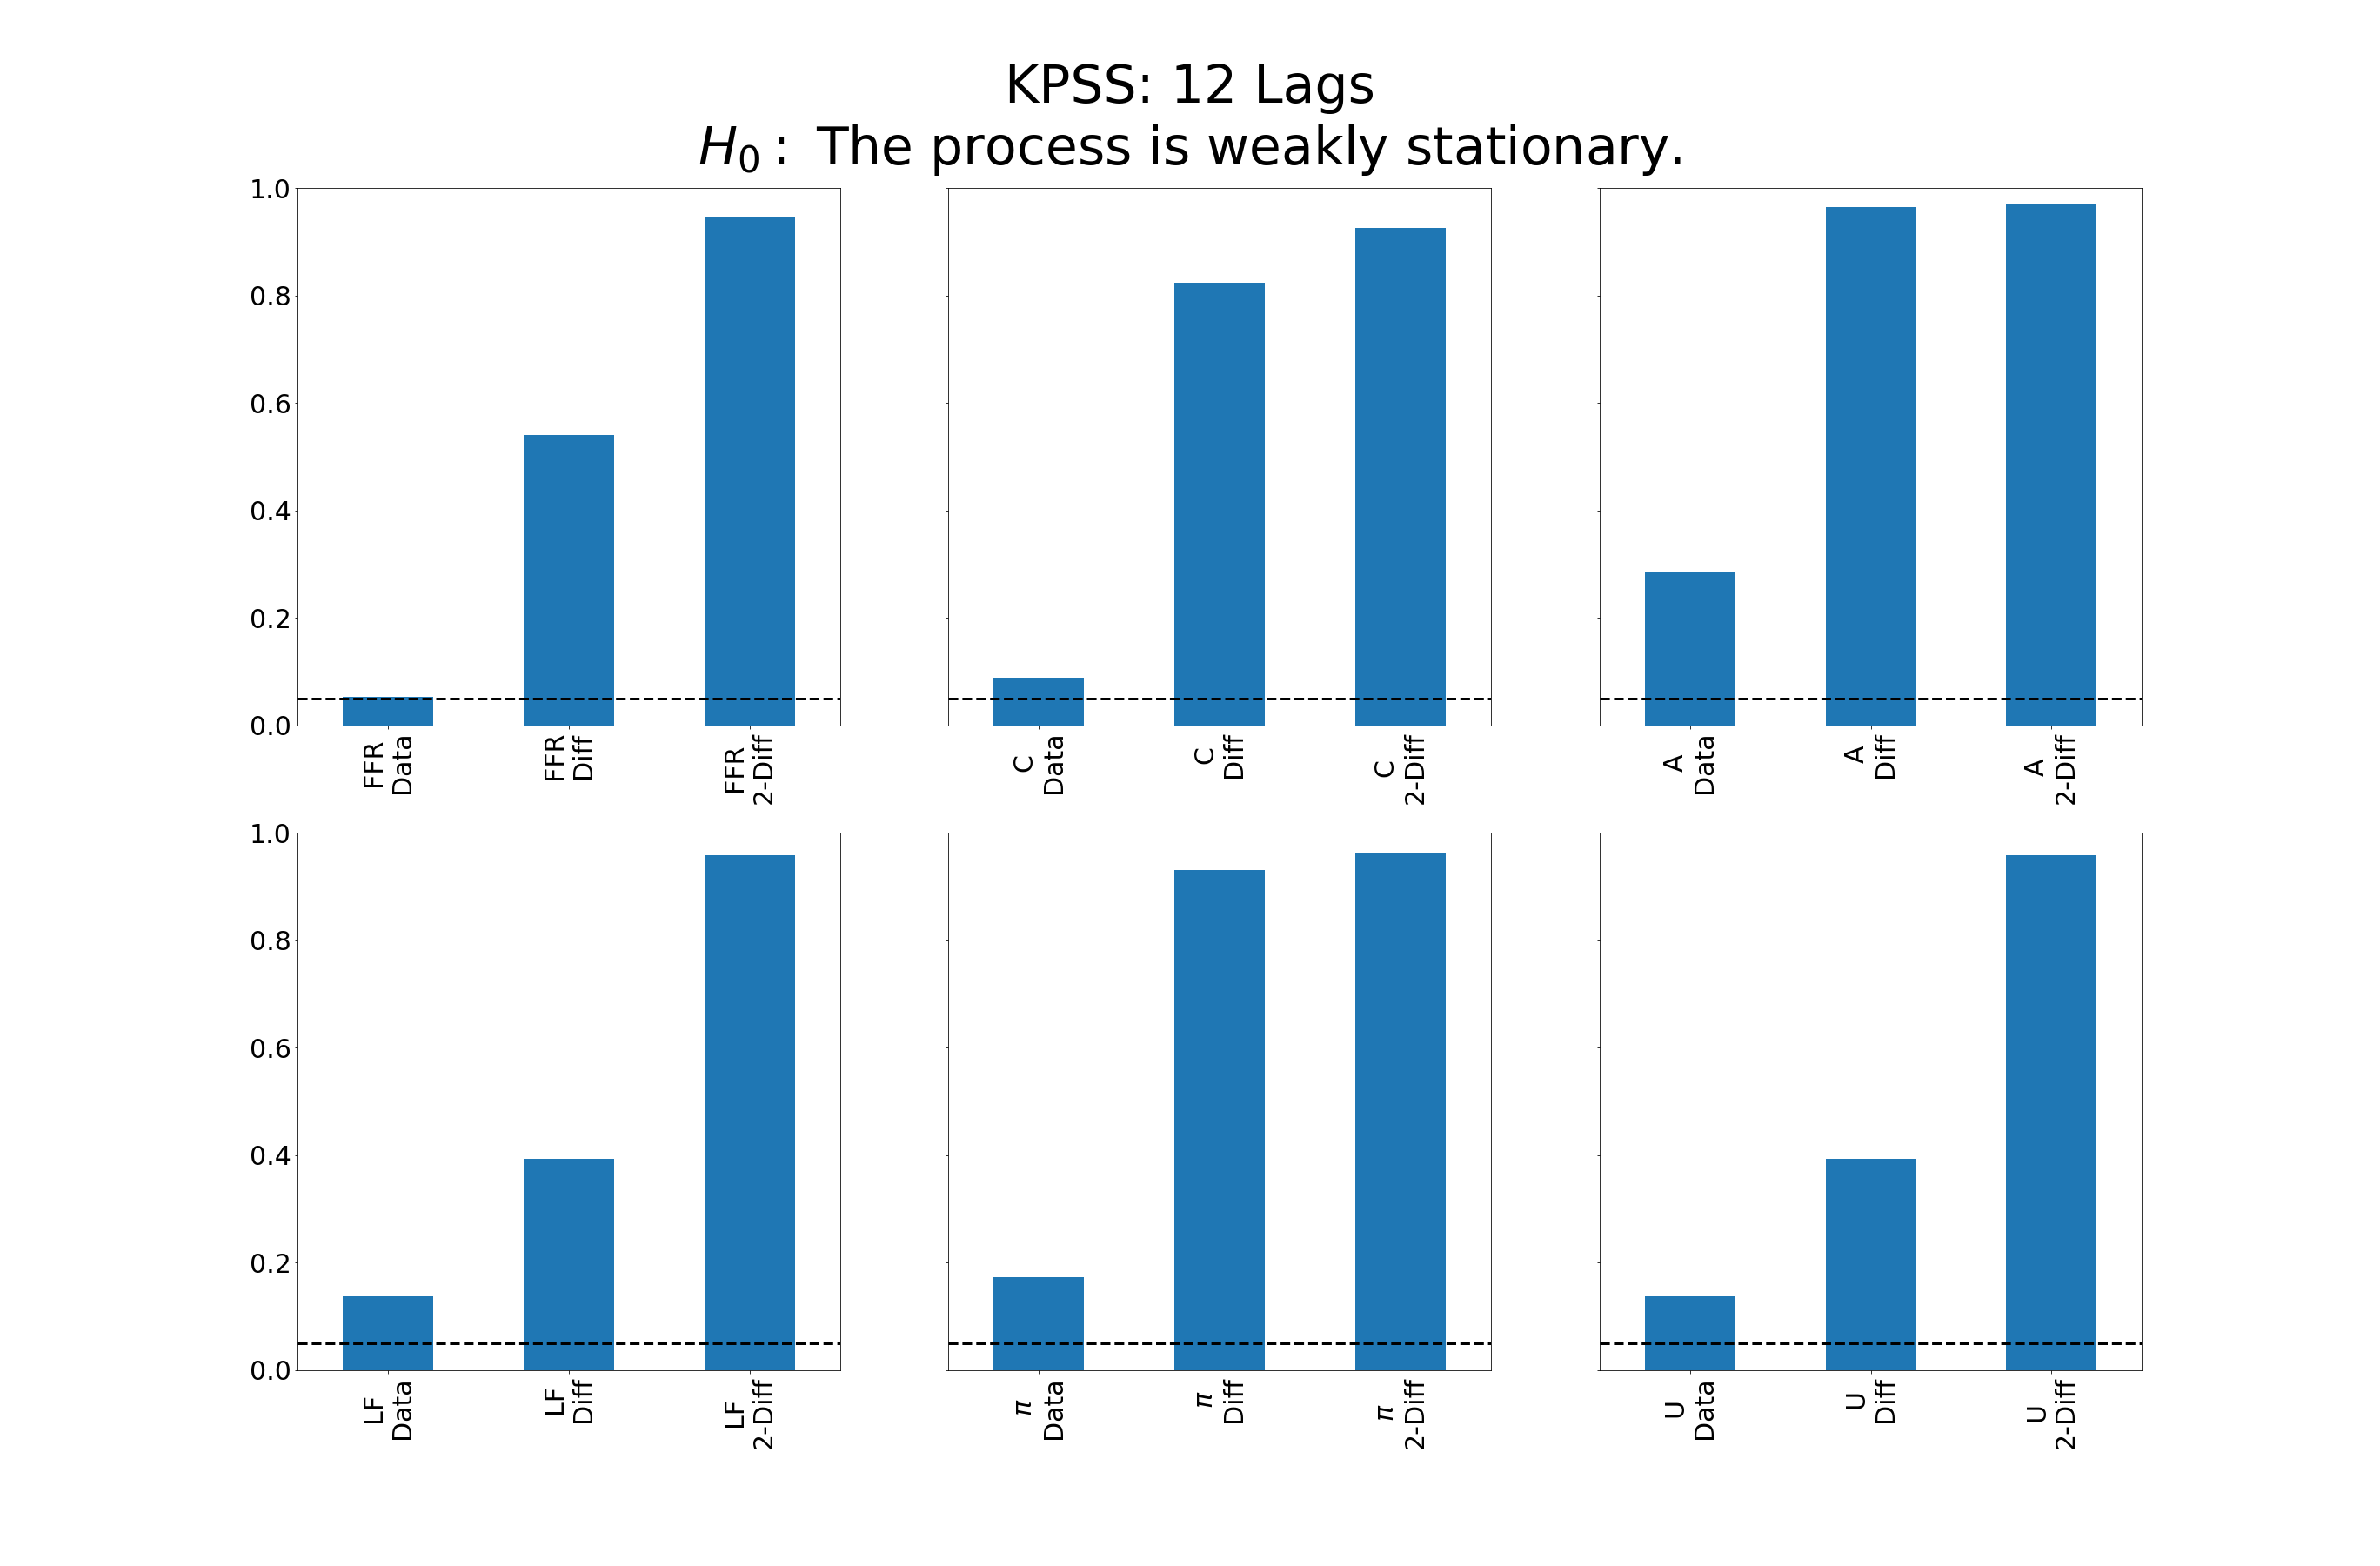 KPSS: 12 Lags
H₀ : The process is weakly stationary.
1.0
0.8
0.6
0.4
0.2
0.0
FFR
Data
FFR
Diff
FFR
2-Diff
C
Data
C
Diff
C
2-Diff
A
Data
A
Diff
A
2-Diff
1.0
0.8
0.6
0.4
0.2
0.0
LF
Data
LF
Diff
LF
2-Diff
π
Data
π
Diff
π
2-Diff
U
Data
U
Diff
U
2-Diff